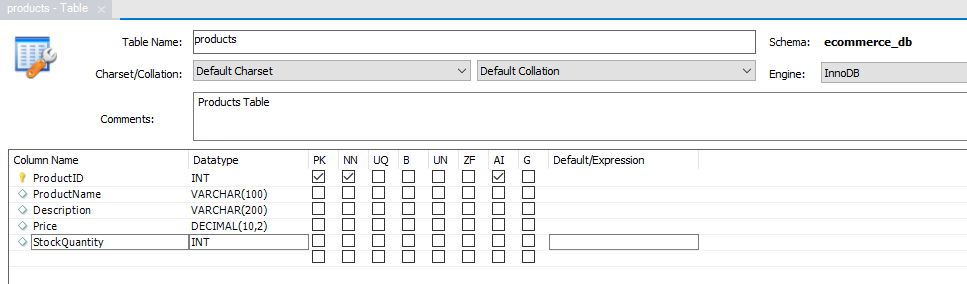 products - Table
Table Name: products Schema: ecommerce_db
Charset/Collation: Default Charset Default Collation Engine: InnoDB
Comments: Products Table
Column Name Datatype PK NN UQ B UN ZF AI G Default/Expression
ProductID INT
ProductName VARCHAR(100)
Description VARCHAR(200)
Price DECIMAL(10,2)
StockQuantity INT